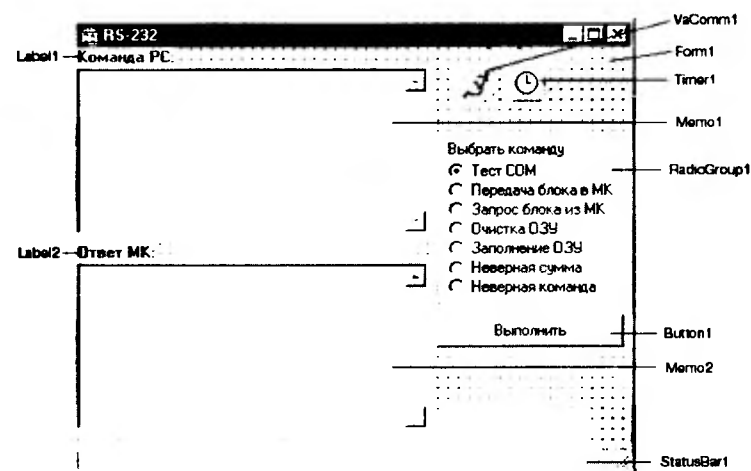 RS-232
VaComm1
Label1
Команда PC:
Form1
Timer1
Memo1
Выбрать команду
Тест COM
RadioGroup1
Передача блока в МК
Запрос блока из МК
Очистка ОЗУ
Label2
Ответ МК:
Заполнение ОЗУ
Неверная сумма
Неверная команда
Выполнить
Button1
Memo2
StatusBar1